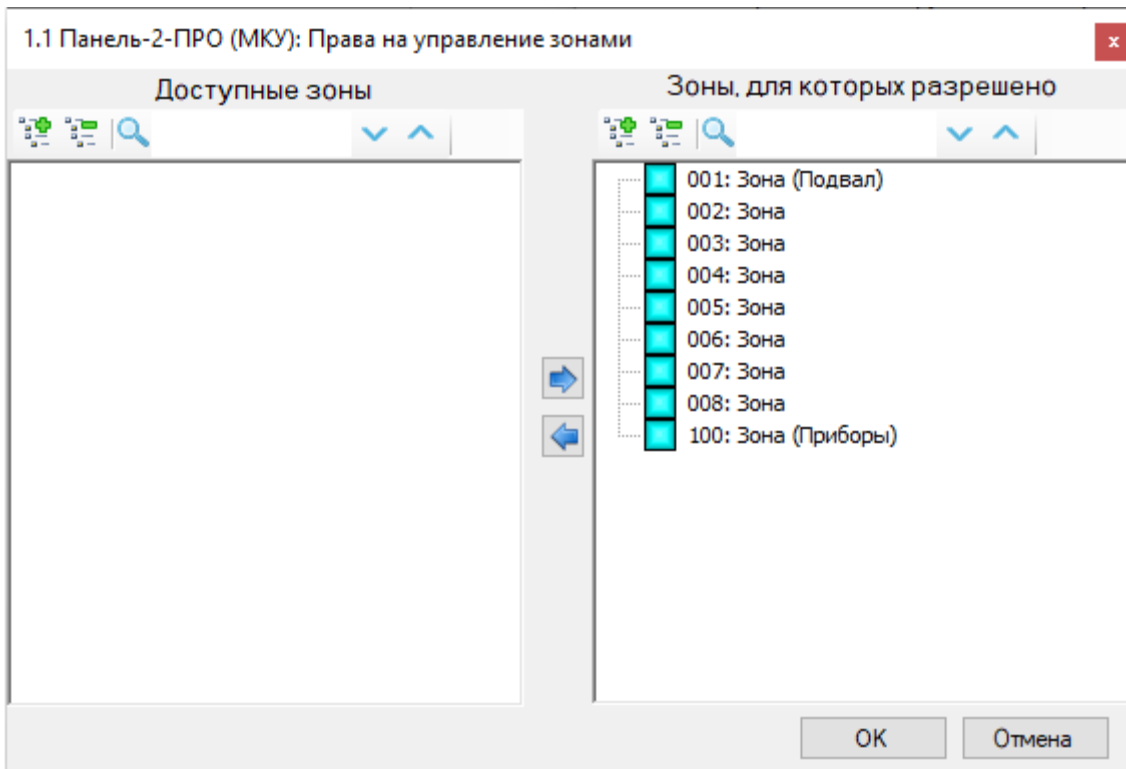 1.1 Панель-2-ПРО (МКУ): Права на управление зонами
x
Доступные зоны
Зоны, для которых разрешено
001: Зона (Подвал)
002: Зона
003: Зона
004: Зона
005: Зона
006: Зона
007: Зона
008: Зона
100: Зона (Приборы)
OK
Отмена